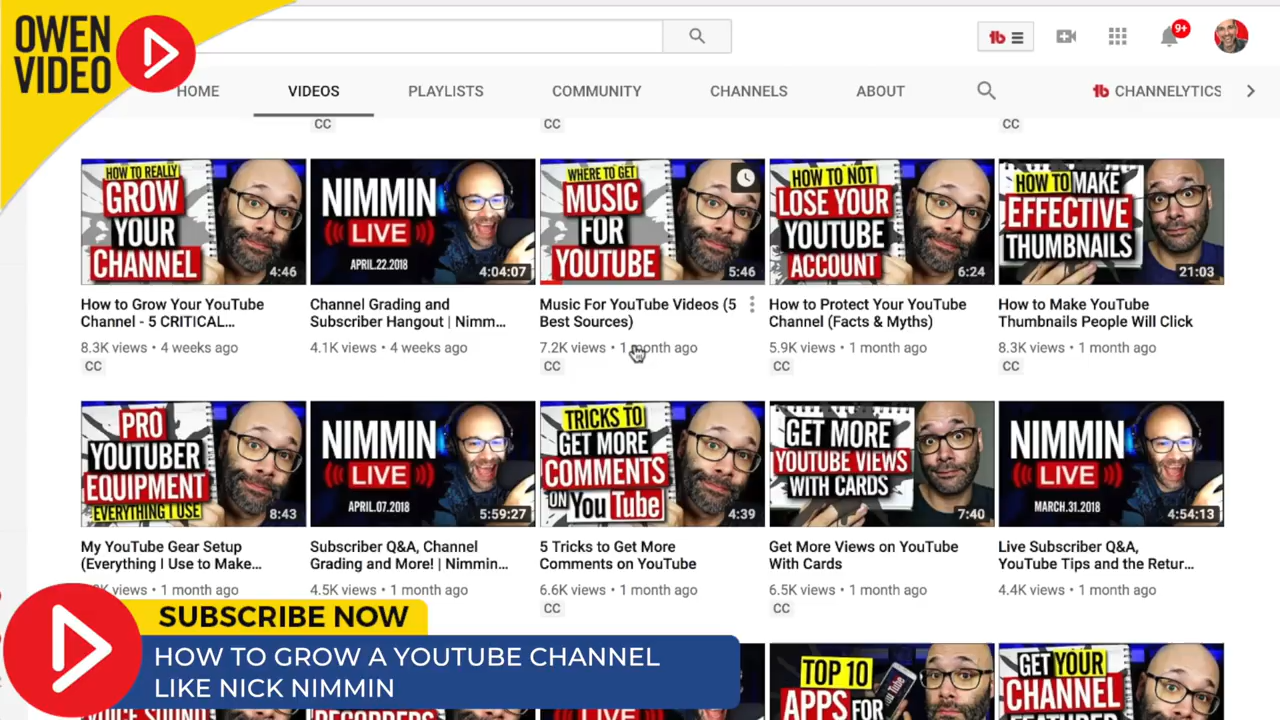 OWEN
VIDEO
tb
9+
HOME VIDEOS PLAYLISTS COMMUNITY CHANNELS ABOUT tb CHANNELYTICS
CC CC CC
HOW TO REALLY
GROW
YOUR
CHANNEL
4:46
NIMMIN
LIVE
APRIL.22.2018
4:04:07
WHERE TO GET
MUSIC
FOR
YOUTUBE
5:46
HOW TO NOT
LOSE YOUR
YOUTUBE
ACCOUNT
6:24
HOW TO MAKE
EFFECTIVE
THUMBNAILS
21:03
How to Grow Your YouTube
Channel - 5 CRITICAL...
8.3K views • 4 weeks ago
CC
Channel Grading and
Subscriber Hangout | Nimm...
4.1K views • 4 weeks ago
Music For YouTube Videos (5
Best Sources)
7.2K views • 1 month ago
CC
How to Protect Your YouTube
Channel (Facts & Myths)
5.9K views • 1 month ago
CC
How to Make YouTube
Thumbnails People Will Click
8.3K views • 1 month ago
CC
PRO
YOUTUBER
EQUIPMENT
EVERYTHING I USE
8:43
NIMMIN
LIVE
APRIL.07.2018
5:59:27
TRICKS TO
GET MORE
COMMENTS
ON YouTube
4:39
GET MORE
YOUTUBE VIEWS
WITH CARDS
7:40
NIMMIN
LIVE
MARCH.31.2018
4:54:13
My YouTube Gear Setup
(Everything I Use to Make...
views • 1 month ago
Subscriber Q&A, Channel
Grading and More! | Nimmin...
4.5K views • 1 month ago
5 Tricks to Get More
Comments on YouTube
6.6K views • 1 month ago
CC
Get More Views on YouTube
With Cards
6.5K views • 1 month ago
CC
Live Subscriber Q&A,
YouTube Tips and the Retur...
4.4K views • 1 month ago
SUBSCRIBE NOW
HOW TO GROW A YOUTUBE CHANNEL
LIKE NICK NIMMIN
VOICE SOUND
RECORDERS
LIVE
TOP 10
APPS FOR
YouTube
GET YOUR
CHANNEL
FEATURED